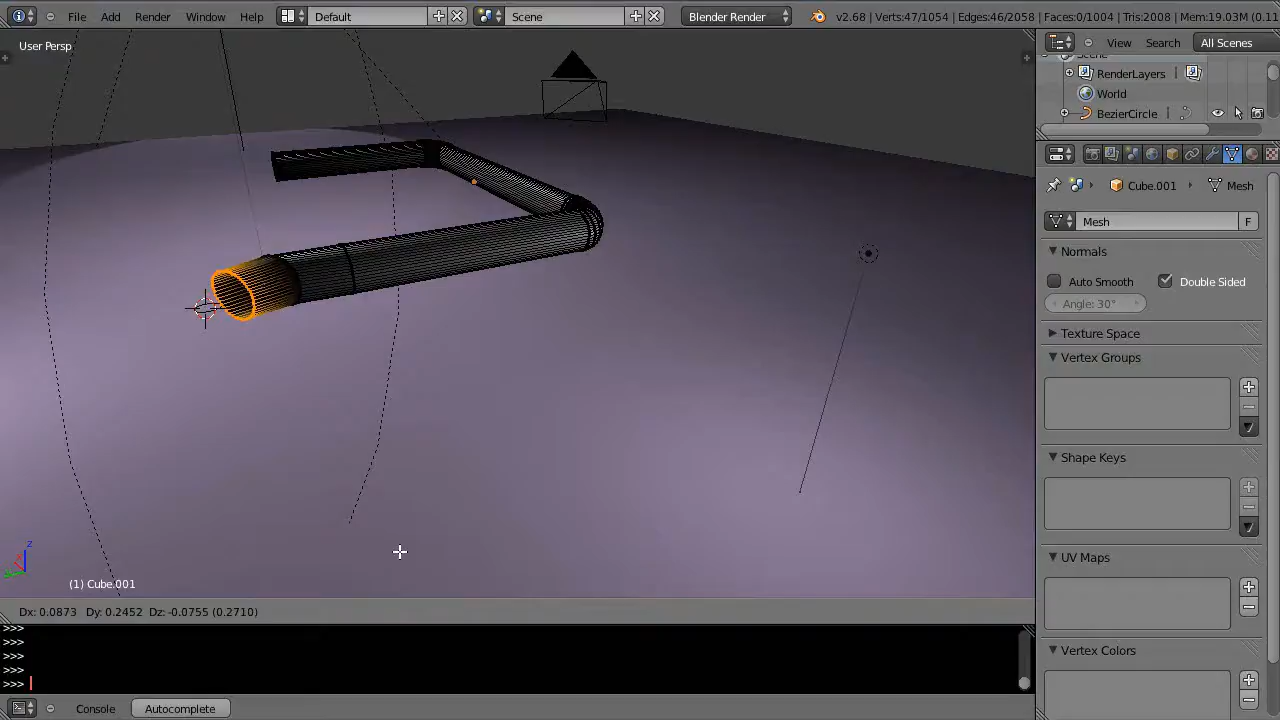 File Add Render Window Help Default Scene Blender Render v2.68 | Verts:47/1054 | Edges:46/2058 | Faces:0/1004 | Tris:2008 | Mem:19.03M (0.11
User Persp
View Search All Scenes
Scene
RenderLayers
World
BezierCircle
Cube.001 Mesh
Mesh F
Normals
Auto Smooth Double Sided
Angle: 30°
Texture Space
Vertex Groups
Shape Keys
UV Maps
Vertex Colors
z
(1) Cube.001
Dx: 0.0873 Dy: 0.2452 Dz: -0.0755 (0.2710)
>>>
>>>
>>>
>>>
>>>
Console Autocomplete